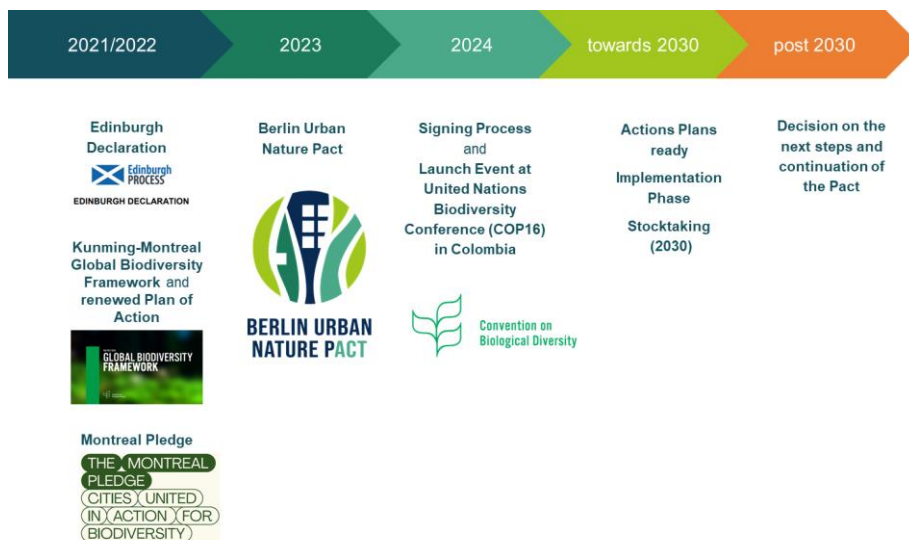 2021/2022
2023
2024
towards 2030
post 2030
Edinburgh
Declaration
Edinburgh
PROCESS
EDINBURGH DECLARATION
Kunming-Montreal
Global Biodiversity
Framework and
renewed Plan of
Action
GLOBAL BIODIVERSITY
FRAMEWORK
Montreal Pledge
THE MONTREAL
PLEDGE
CITIES UNITED
IN ACTION FOR
BIODIVERSITY
Berlin Urban
Nature Pact
BERLIN URBAN
NATURE PACT
Signing Process
and
Launch Event at
United Nations
Biodiversity
Conference (COP16)
in Colombia
Convention on
Biological Diversity
Actions Plans
ready
Implementation
Phase
Stocktaking
(2030)
Decision on the
next steps and
continuation of
the Pact